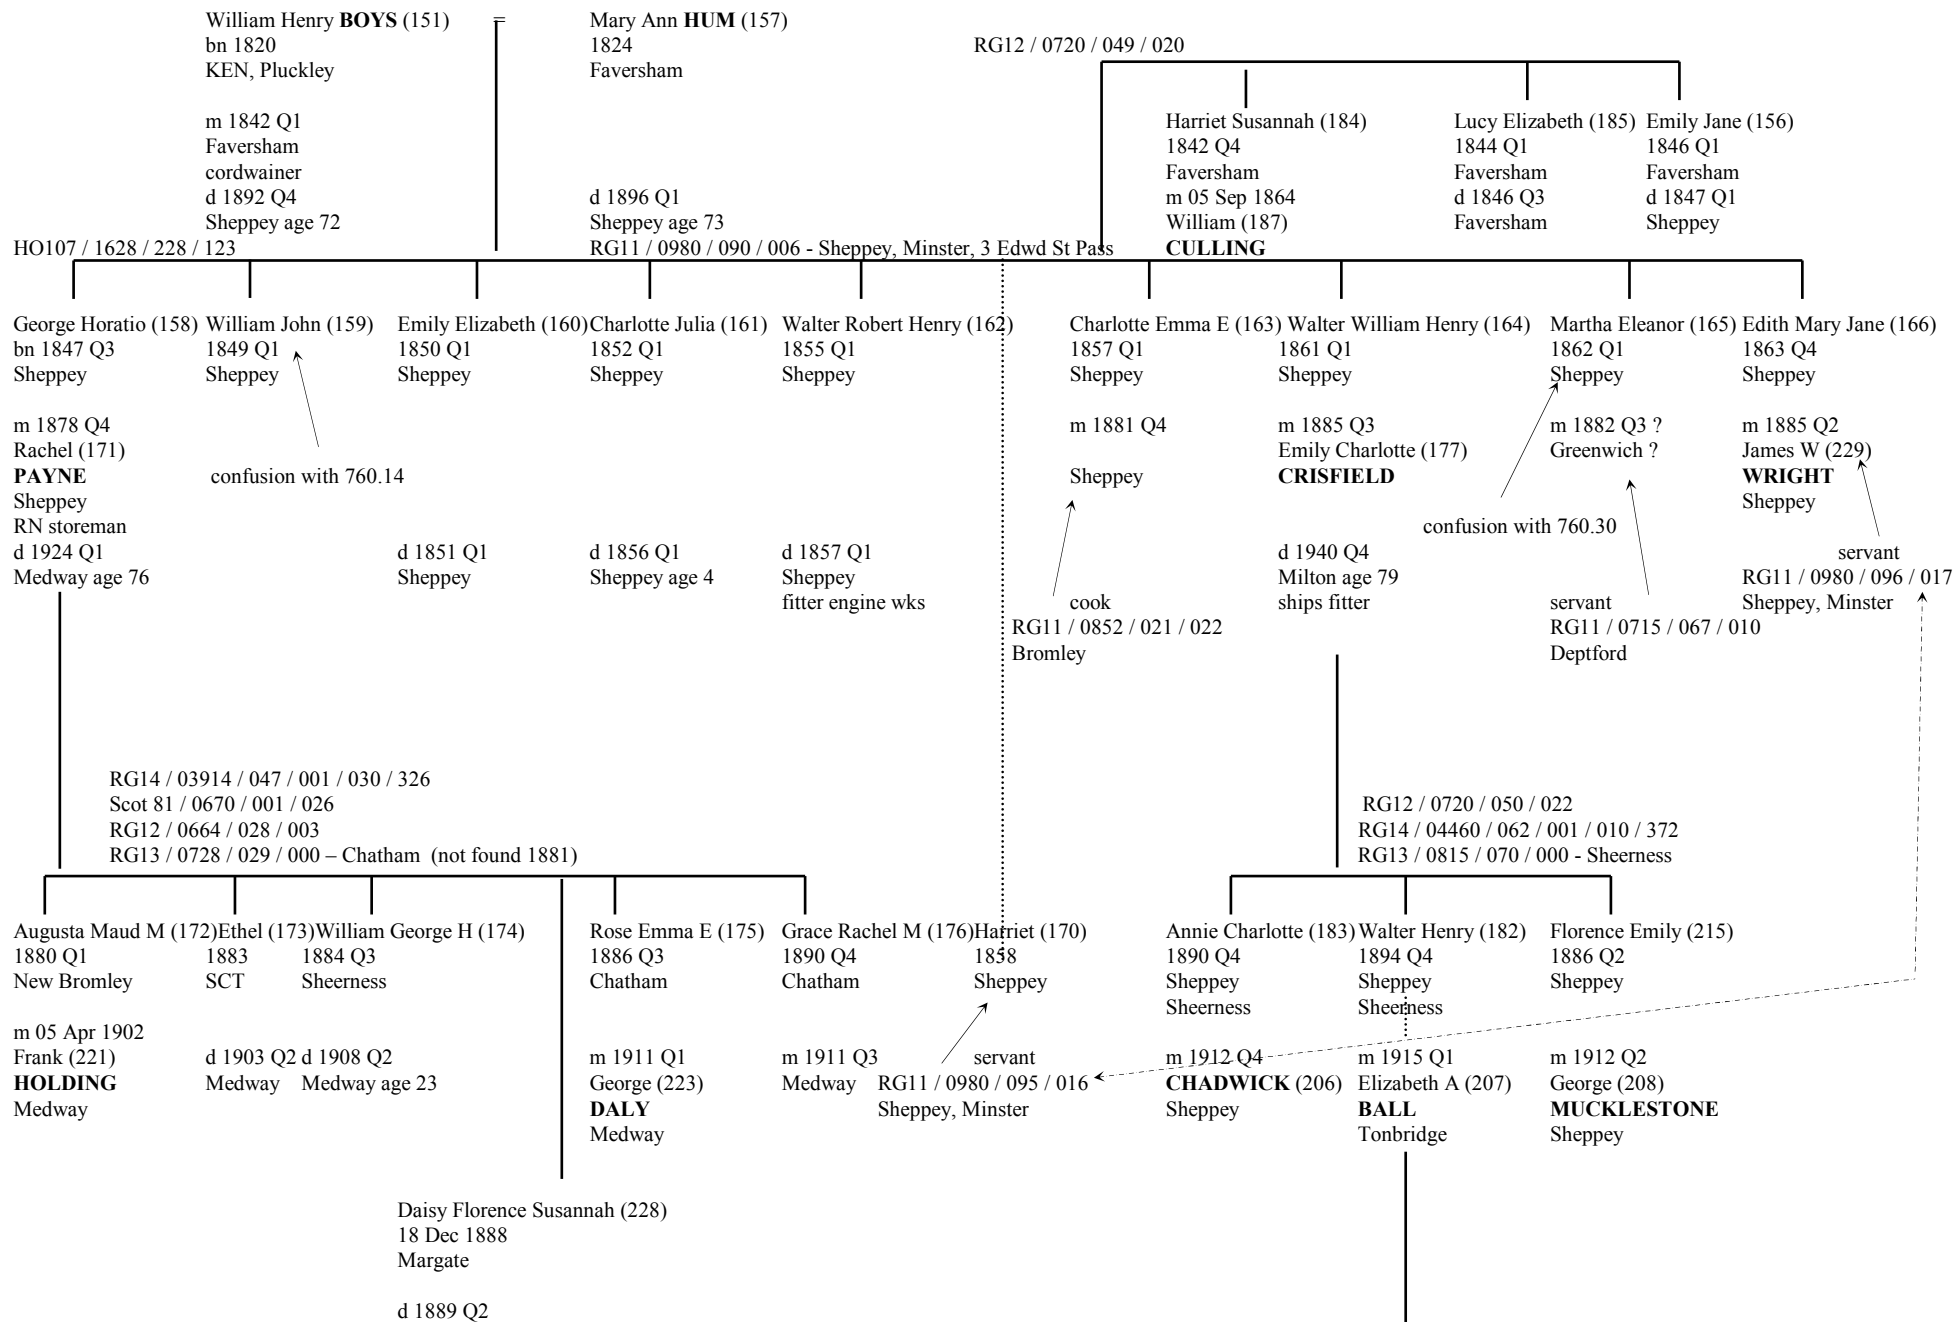 William Henry BOYS (151)
bn 1820
KEN, Pluckley
m 1842 Q1
Faversham
cordwainer
d 1892 Q4
Sheppey age 72
=
Mary Ann HUM (157)
1824
Faversham
d 1896 Q1
Sheppey age 73
RG11 / 0980 / 090 / 006 - Sheppey, Minster, 3 Edwd St Pass
RG12 / 0720 / 049 / 020
Harriet Susannah (184)
1842 Q4
Faversham
m 05 Sep 1864
William (187)
CULLING
Lucy Elizabeth (185)
1844 Q1
Faversham
d 1846 Q3
Faversham
Emily Jane (156)
1846 Q1
Faversham
d 1847 Q1
Sheppey
HO107 / 1628 / 228 / 123
George Horatio (158)
bn 1847 Q3
Sheppey
m 1878 Q4
Rachel (171)
PAYNE
Sheppey
RN storeman
d 1924 Q1
Medway age 76
William John (159)
1849 Q1
Sheppey
confusion with 760.14
Emily Elizabeth (160)
1850 Q1
Sheppey
d 1851 Q1
Sheppey
Charlotte Julia (161)
1852 Q1
Sheppey
d 1856 Q1
Sheppey age 4
Walter Robert Henry (162)
1855 Q1
Sheppey
d 1857 Q1
Sheppey
fitter engine wks
Charlotte Emma E (163)
1857 Q1
Sheppey
m 1881 Q4
Sheppey
cook
RG11 / 0852 / 021 / 022
Bromley
Walter William Henry (164)
1861 Q1
Sheppey
m 1885 Q3
Emily Charlotte (177)
CRISFIELD
d 1940 Q4
Milton age 79
ships fitter
Martha Eleanor (165)
1862 Q1
Sheppey
m 1882 Q3 ?
Greenwich ?
confusion with 760.30
servant
RG11 / 0715 / 067 / 010
Deptford
Edith Mary Jane (166)
1863 Q4
Sheppey
m 1885 Q2
James W (229)
WRIGHT
Sheppey
servant
RG11 / 0980 / 096 / 017
Sheppey, Minster
RG14 / 03914 / 047 / 001 / 030 / 326
Scot 81 / 0670 / 001 / 026
RG12 / 0664 / 028 / 003
RG13 / 0728 / 029 / 000 – Chatham (not found 1881)
RG12 / 0720 / 050 / 022
RG14 / 04460 / 062 / 001 / 010 / 372
RG13 / 0815 / 070 / 000 - Sheerness
Augusta Maud M (172)
1880 Q1
New Bromley
m 05 Apr 1902
Frank (221)
HOLDING
Medway
Ethel (173)
1883
SCT
d 1903 Q2
Medway
William George H (174)
1884 Q3
Sheerness
d 1908 Q2
Medway age 23
Rose Emma E (175)
1886 Q3
Chatham
m 1911 Q1
George (223)
DALY
Medway
Grace Rachel M (176)
1890 Q4
Chatham
m 1911 Q3
Medway
Harriet (170)
1858
Sheppey
servant
RG11 / 0980 / 095 / 016
Sheppey, Minster
Annie Charlotte (183)
1890 Q4
Sheppey
Sheerness
m 1912 Q4
CHADWICK (206)
Sheppey
Walter Henry (182)
1894 Q4
Sheppey
Sheerness
m 1915 Q1
Elizabeth A (207)
BALL
Tonbridge
Florence Emily (215)
1886 Q2
Sheppey
m 1912 Q2
George (208)
MUCKLESTONE
Sheppey
Daisy Florence Susannah (228)
18 Dec 1888
Margate
d 1889 Q2